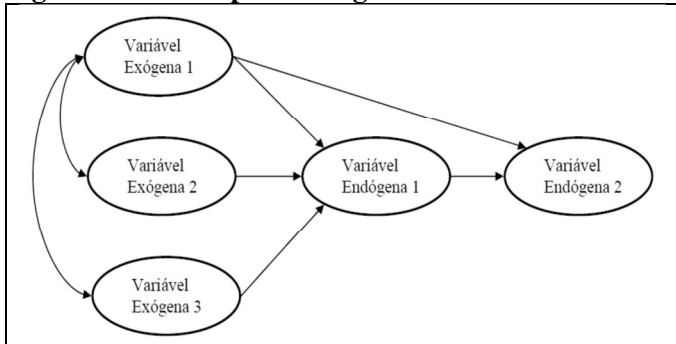 Variável
Exógena 1
Variável
Exógena 2
Variável
Endógena 1
Variável
Endógena 2
Variável
Exógena 3